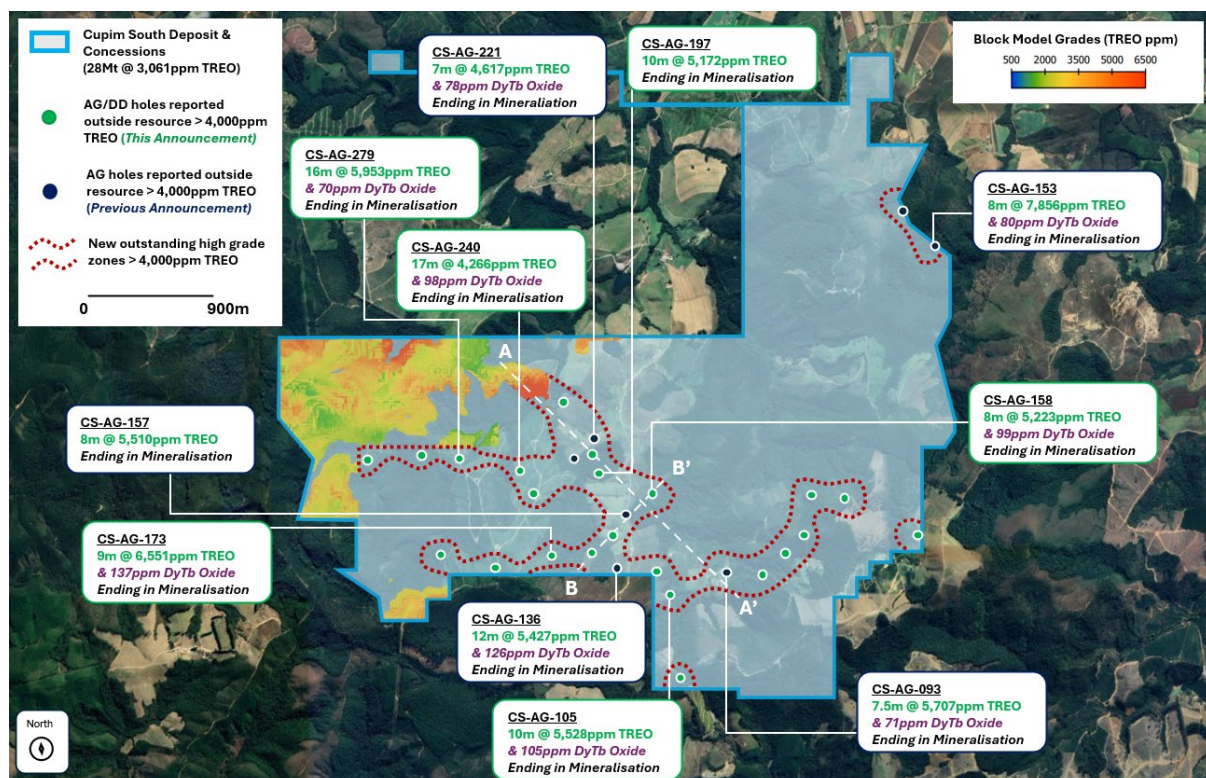 Cupim South Deposit &
Concessions
(28Mt @ 3,061ppm TREO)
AG/DD holes reported
outside resource > 4,000ppm
TREO (This Announcement)
AG holes reported outside
resource > 4,000ppm TREO
(Previous Announcement)
New outstanding high grade
zones > 4,000ppm TREO
0 900m
CS-AG-221
7m @ 4,617ppm TREO
& 78ppm DyTb Oxide
Ending in Mineralisation
CS-AG-197
10m @ 5,172ppm TREO
Ending in Mineralisation
Block Model Grades (TREO ppm)
500 2000 4000 6500
CS-AG-279
16m @ 5,953ppm TREO
& 70ppm DyTb Oxide
Ending in Mineralisation
CS-AG-153
8m @ 7,856ppm TREO
& 80ppm DyTb Oxide
Ending in Mineralisation
CS-AG-240
17m @ 4,266ppm TREO
& 98ppm DyTb Oxide
Ending in Mineralisation
A
CS-AG-157
8m @ 5,510ppm TREO
Ending in Mineralisation
CS-AG-158
8m @ 5,223ppm TREO
& 99ppm DyTb Oxide
Ending in Mineralisation
B'
CS-AG-173
9m @ 6,551ppm TREO
& 137ppm DyTb Oxide
Ending in Mineralisation
B
A'
CS-AG-136
12m @ 5,427ppm TREO
& 126ppm DyTb Oxide
Ending in Mineralisation
CS-AG-093
7.5m @ 5,707ppm TREO
& 71ppm DyTb Oxide
Ending in Mineralisation
CS-AG-105
10m @ 5,528ppm TREO
& 105ppm DyTb Oxide
Ending in Mineralisation
North